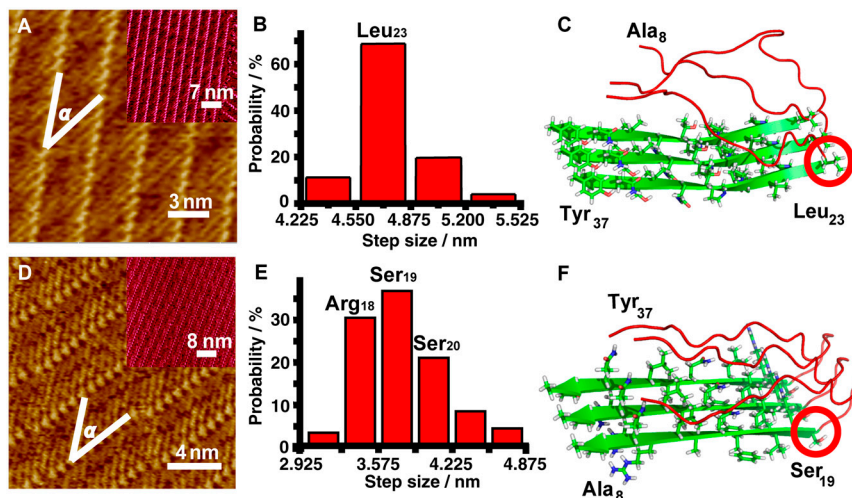 A
α
7 nm
3 nm
B
Leu23
Probability / %
60
40
20
0
4.225 4.550 4.875 5.200 5.525
Step size / nm
C
Ala8
Tyr37
Leu23
D
α
8 nm
4 nm
E
Ser19
Arg18
Ser20
Probability / %
30
20
10
0
2.925 3.575 4.225 4.875
Step size / nm
F
Tyr37
Ala8
Ser19